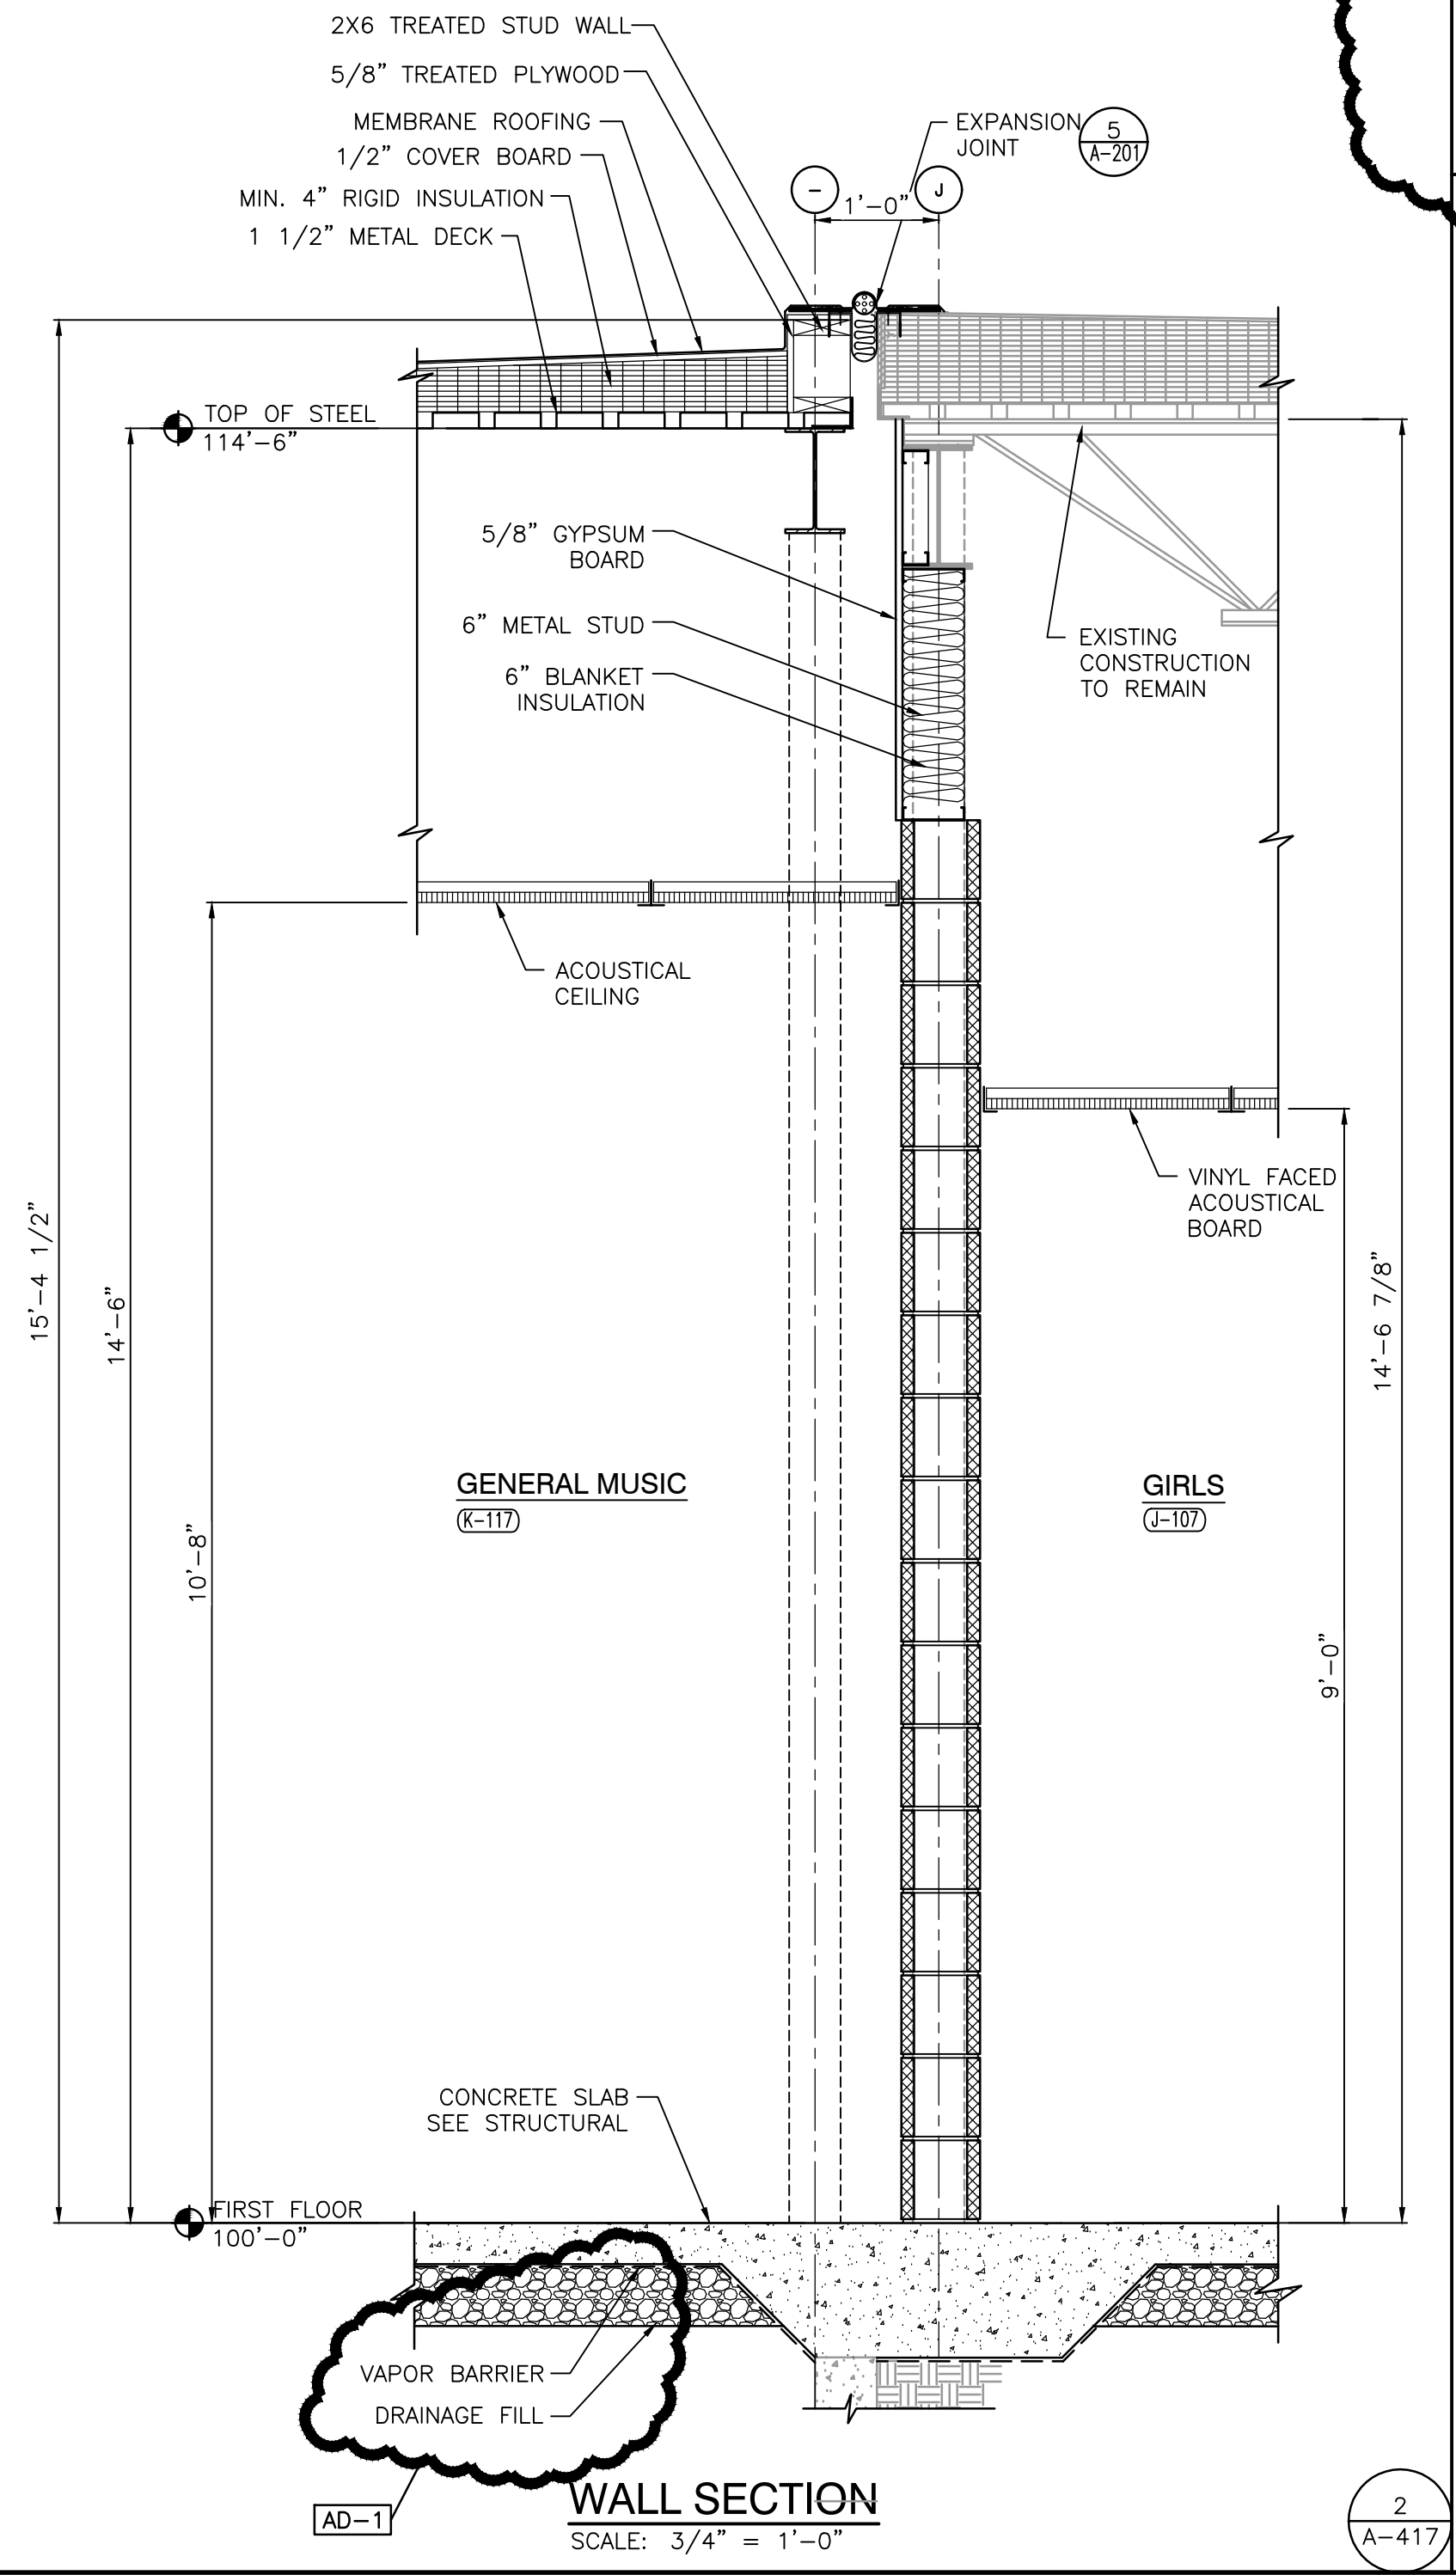 2X6 TREATED STUD WALL
5/8” TREATED PLYWOOD
MEMBRANE ROOFING
1/2” COVER BOARD
MIN. 4” RIGID INSULATION
1 1/2” METAL DECK
EXPANSION
JOINT
5
A-201
-
J
1'-0”
TOP OF STEEL
114'-6”
5/8” GYPSUM
BOARD
6” METAL STUD
6” BLANKET
INSULATION
EXISTING
CONSTRUCTION
TO REMAIN
ACOUSTICAL
CEILING
VINYL FACED
ACOUSTICAL
BOARD
15'-4 1/2”
14'-6”
10'-8”
14'-6 7/8”
9'-0”
GENERAL MUSIC
K-117
GIRLS
J-107
CONCRETE SLAB
SEE STRUCTURAL
FIRST FLOOR
100'-0”
VAPOR BARRIER
DRAINAGE FILL
AD-1
WALL SECTION
SCALE: 3/4” = 1'-0”
2
A-417